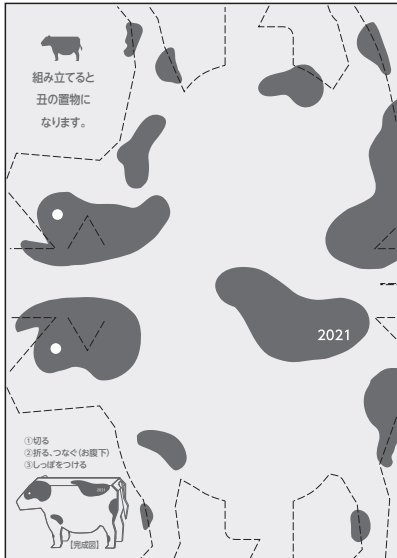 組み立てると
丑の置物に
なります。
2021
①切る
②折る、つなぐ(お腹下)
③しっぽをつける
2021
【完成図】